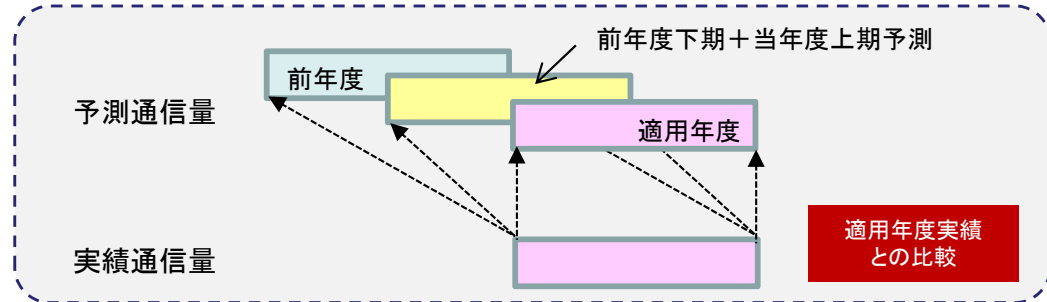 前年度下期＋当年度上期予測
前年度
予測通信量
適用年度
実績通信量
適用年度実績
との比較